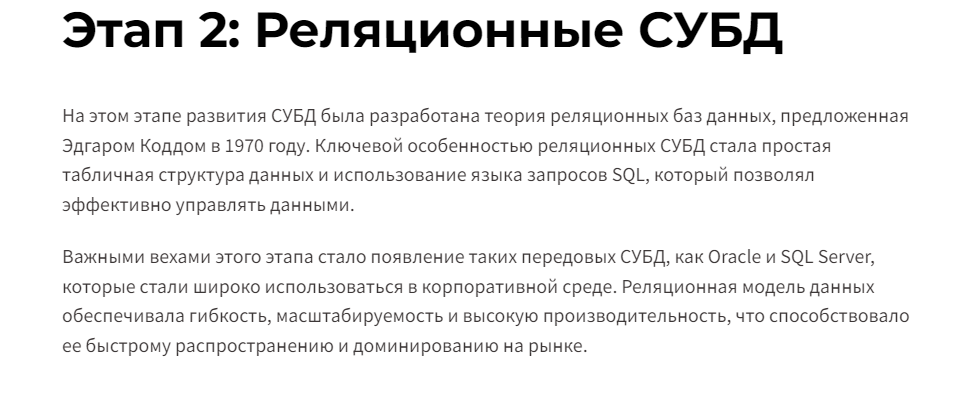 Этап 2: Реляционные СУБД
На этом этапе развития СУБД была разработана теория реляционных баз данных, предложенная
Эдгаром Коддом в 1970 году. Ключевой особенностью реляционных СУБД стала простая
табличная структура данных и использование языка запросов SQL, который позволял
эффективно управлять данными.
Важными вехами этого этапа стало появление таких передовых СУБД, как Oracle и SQL Server,
которые стали широко использоваться в корпоративной среде. Реляционная модель данных
обеспечивала гибкость, масштабируемость и высокую производительность, что способствовало
ее быстрому распространению и доминированию на рынке.